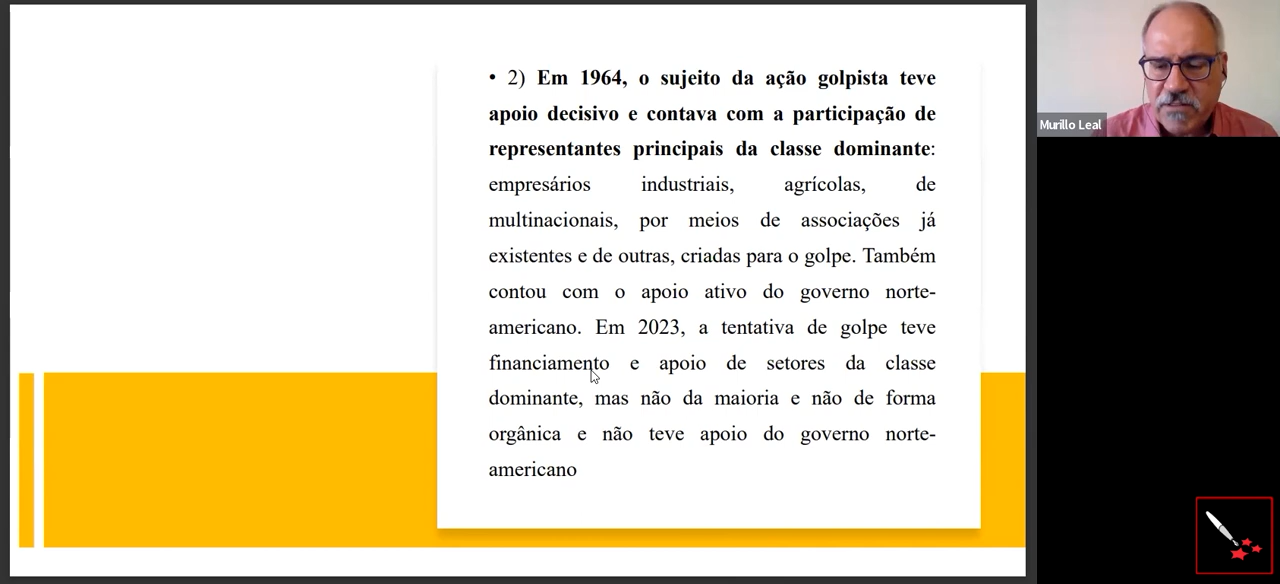 • 2) Em 1964, o sujeito da ação golpista teve
apoio decisivo e contava com a participação de
representantes principais da classe dominante:
empresários industriais, agrícolas, de
multinacionais, por meios de associações já
existentes e de outras, criadas para o golpe. Também
contou com o apoio ativo do governo norte-
americano. Em 2023, a tentativa de golpe teve
financiamento e apoio de setores da classe
dominante, mas não da maioria e não de forma
orgânica e não teve apoio do governo norte-
americano
Murillo Leal